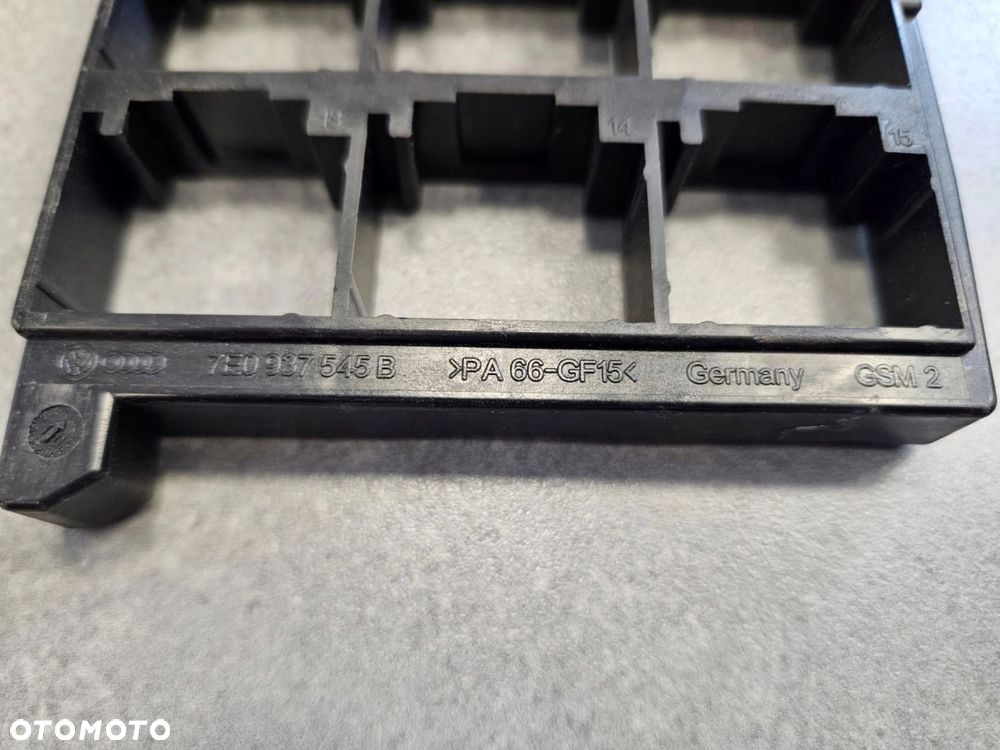 13 14 15
7E0 937 545 B >PA 66-GF15< Germany GSM 2
OTOMOTO